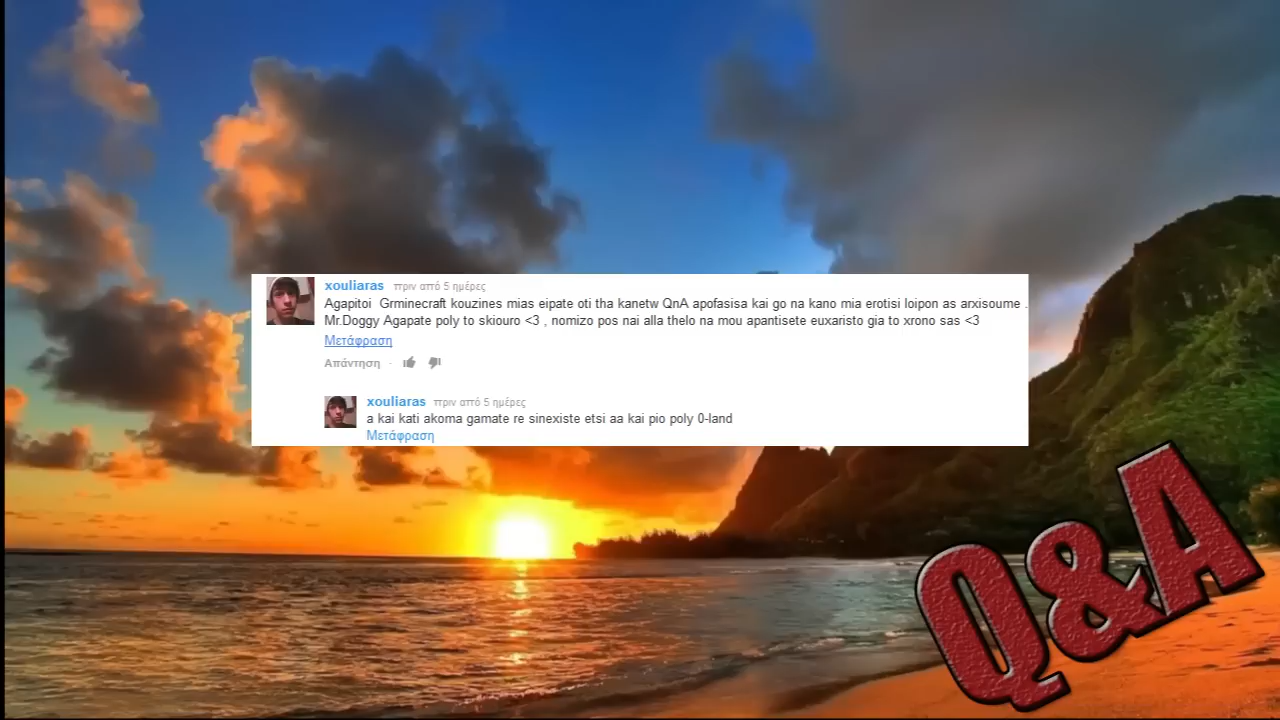 xouliaras πριν από 5 ημέρες
Agapitoi Grminecraft kouzines mias eipate oti tha kanetw QnA apofasisa kai go na kano mia erotisi loipon as arxisoume .
Mr.Doggy Agapate poly to skiouro <3 , nomizo pos nai alla thelo na mou apantisete euxaristo gia to xrono sas <3
Μετάφραση
Απάντηση ·
xouliaras πριν από 5 ημέρες
a kai kati akoma gamate re sinexiste etsi aa kai pio poly 0-land
Μετάφραση
Q&A